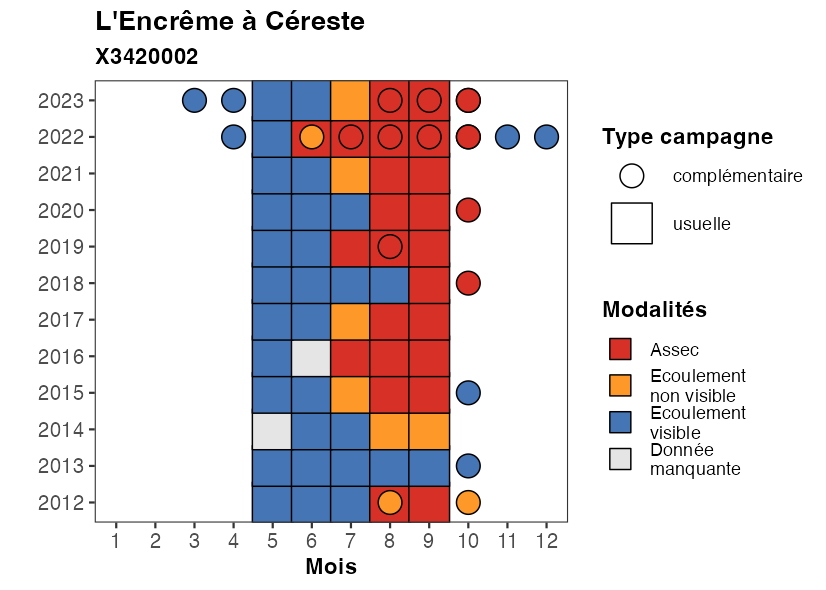 L'Encrême à Céreste
X3420002
2023
2022
2021
2020
2019
2018
2017
2016
2015
2014
2013
2012
1 2 3 4 5 6 7 8 9 10 11 12
Mois
Type campagne
complémentaire
usuelle
Modalités
Assec
Ecoulement
non visible
Ecoulement
visible
Donnée
manquante